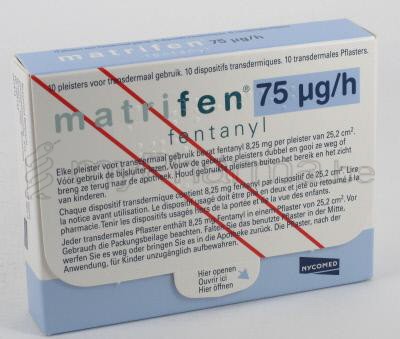 matrifen 75 µg/h
10 pleisters voor transdermaal gebruik. 10 dispositifs transdermiques. 10 transdermales Pflasters.
matrifen® 75 µg/h
fentanyl
Elke pleister voor transdermaal gebruik bevat fentanyl 8,25 mg per pleister van 25,2 cm².
Vóór gebruik de bijsluiter lezen. Vouw de gebruikte pleisters dubbel en gooi ze weg of
breng ze terug naar de apotheek. Houd gebruikte pleisters buiten het bereik en het zicht
van kinderen.
Chaque dispositif transdermique contient 8,25 mg fentanyl par dispositif de 25,2 cm². Lire
la notice avant utilisation. Le dispositif usagé doit être plié en deux et jeté ou retourné à la
pharmacie. Tenir les dispositifs usagés hors de la portée et de la vue des enfants.
Jeder transdermales Pflaster enthält 8,25 mg Fentanyl in einem Pflaster von 25,2 cm². Vor
Gebrauch die Packungsbeilage beachten. Falten Sie das benutzte Pflaster in der Mitte,
werfen Sie es weg oder bringen Sie es in die Apotheke zurück. Die Pflaster, nach der
Anwendung, für Kinder unzugänglich aufbewahren.
Hier openen
Ouvrir ici
Hier öffnen
NYCOMED